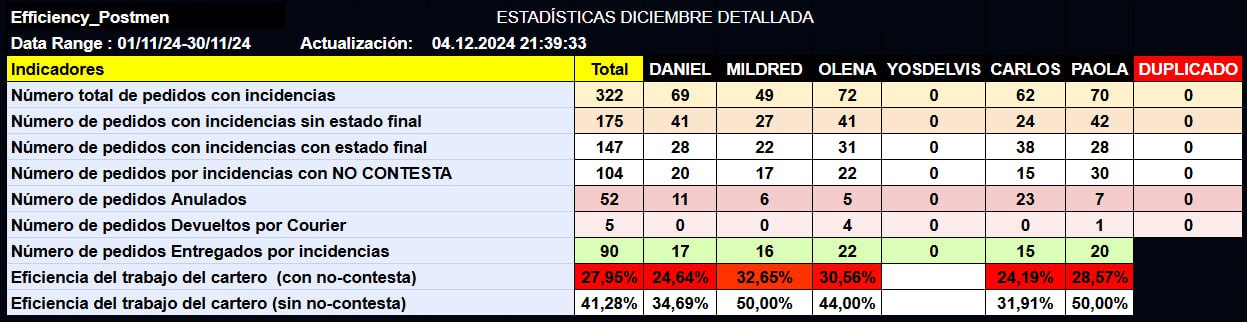 Efficiency_Postmen ESTADÍSTICAS DICIEMBRE DETALLADA
Data Range : 01/11/24-30/11/24 Actualización: 04.12.2024 21:39:33
Indicadores Total DANIEL MILDRED OLENA YOSDELVIS CARLOS PAOLA DUPLICADO
Número total de pedidos con incidencias 322 69 49 72 0 62 70 0
Número de pedidos con incidencias sin estado final 175 41 27 41 0 24 42 0
Número de pedidos con incidencias con estado final 147 28 22 31 0 38 28 0
Número de pedidos por incidencias con NO CONTESTA 104 20 17 22 0 15 30 0
Número de pedidos Anulados 52 11 6 5 0 23 7 0
Número de pedidos Devueltos por Courier 5 0 0 4 0 0 1 0
Número de pedidos Entregados por incidencias 90 17 16 22 0 15 20
Eficiencia del trabajo del cartero (con no-contesta) 27,95% 24,64% 32,65% 30,56% 24,19% 28,57%
Eficiencia del trabajo del cartero (sin no-contesta) 41,28% 34,69% 50,00% 44,00% 31,91% 50,00%